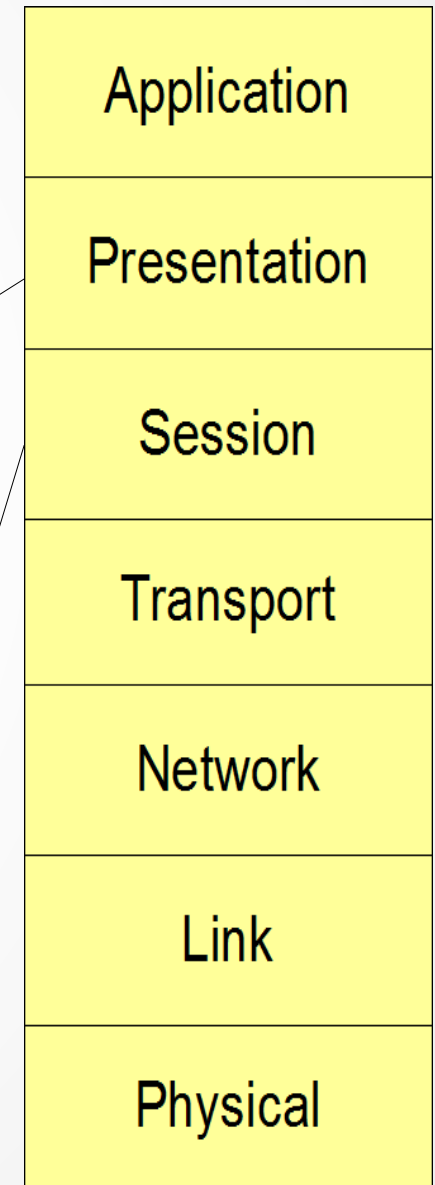 Application
Presentation
Session
Transport
Network
Link
Physical